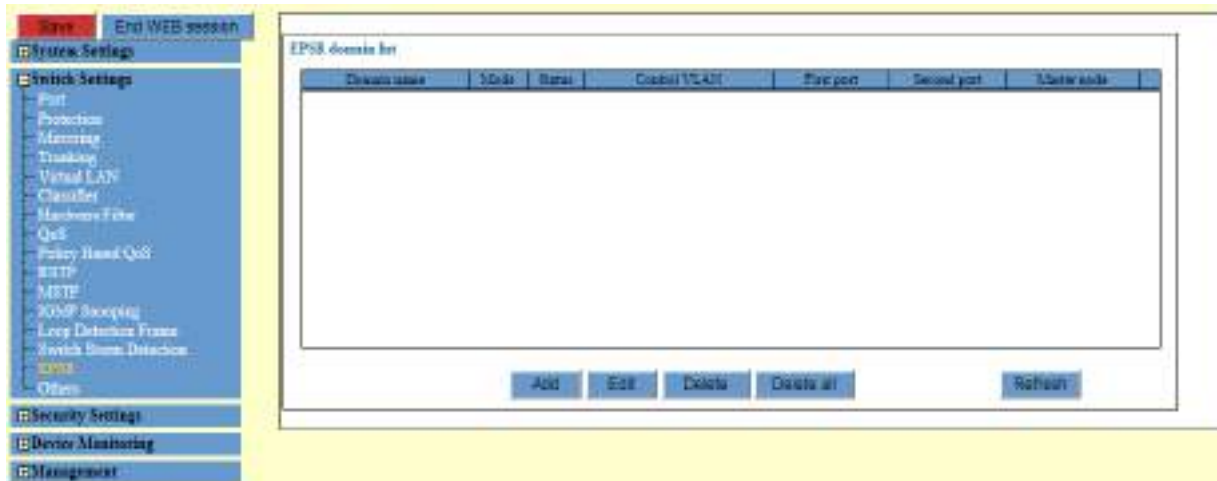 Save End WEB session
System Settings
Switch Settings
Port
Protection
Mirroring
Trunking
Virtual LAN
Classifier
Hardware Filter
QoS
Policy Based QoS
RSTP
MSTP
IGMP Snooping
Loop Detection Frame
Switch Storm Detection
EPSR
Others
Security Settings
Device Monitoring
Management
EPSR domain list
Domain name Mode Status Control VLAN First port Second port Master node
Add Edit Delete Delete all Refresh